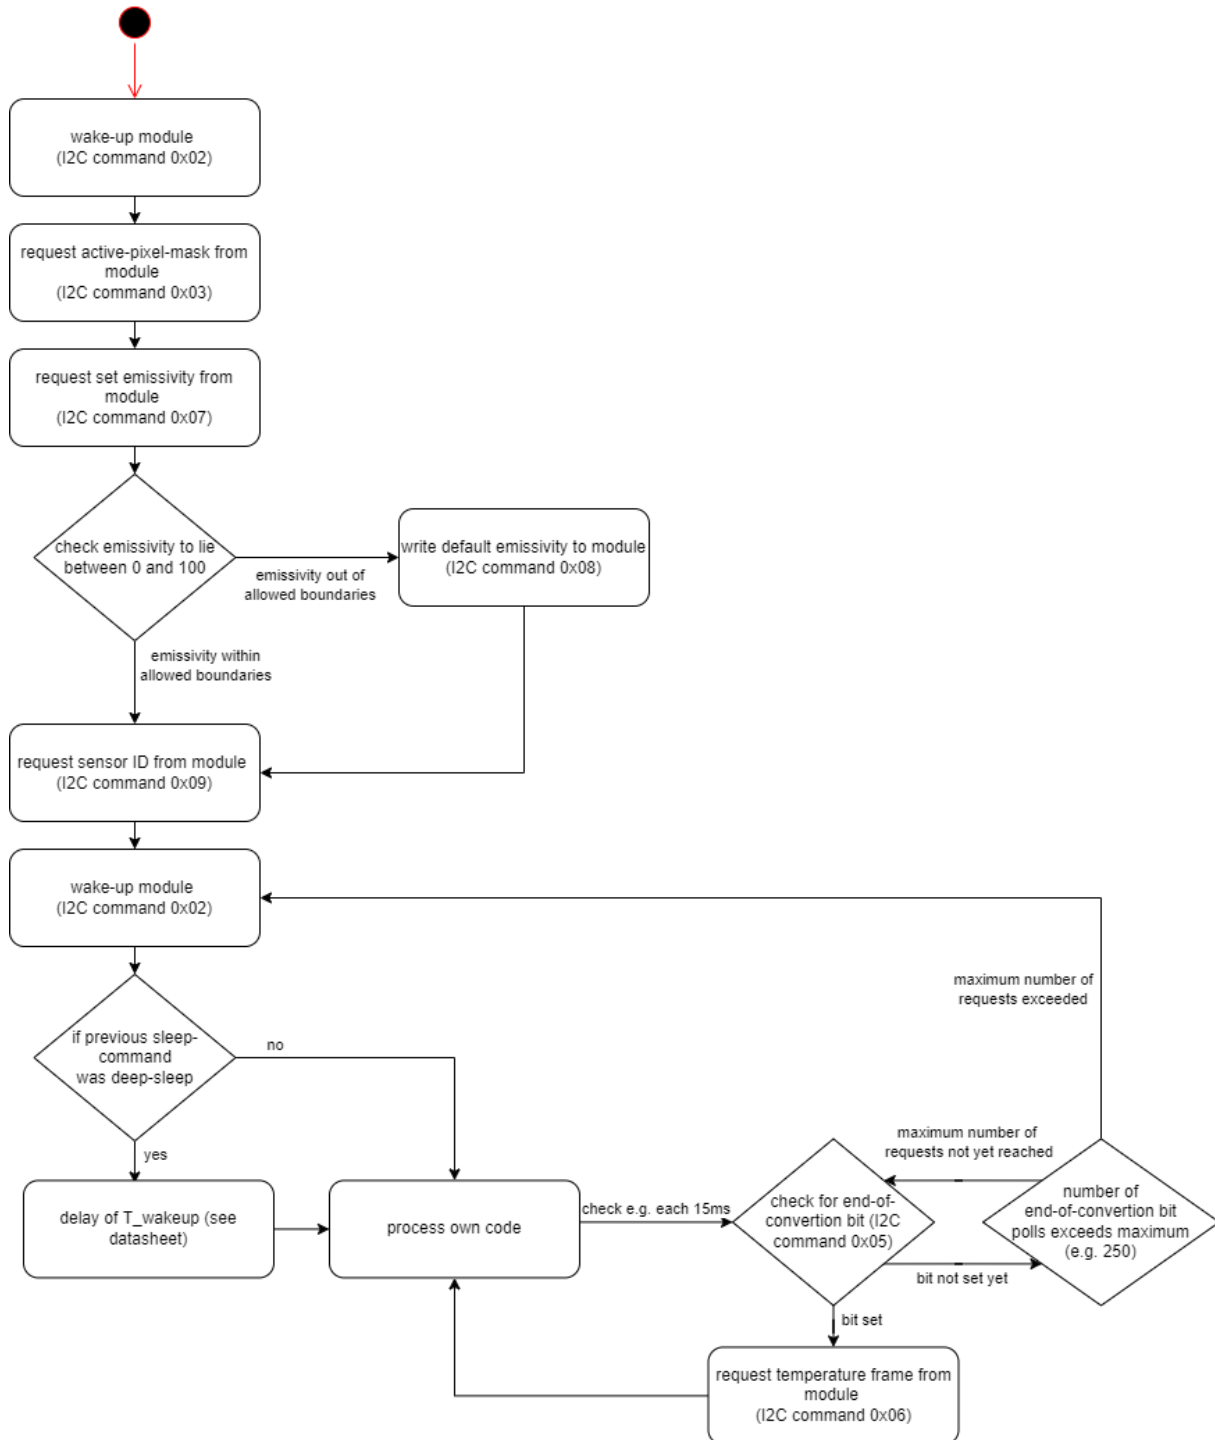 wake-up module
(I2C command 0x02)
request active-pixel-mask from
module
(I2C command 0x03)
request set emissivity from
module
(I2C command 0x07)
check emissivity to lie
between 0 and 100
emissivity out of
allowed boundaries
write default emissivity to module
(I2C command 0x08)
emissivity within
allowed boundaries
request sensor ID from module
(I2C command 0x09)
wake-up module
(I2C command 0x02)
if previous sleep-
command
was deep-sleep
no
yes
delay of T_wakeup (see
datasheet)
process own code
check e.g. each 15ms
check for end-of-
convertion bit (I2C
command 0x05)
maximum number of
requests not yet reached
bit not set yet
number of
end-of-convertion bit
polls exceeds maximum
(e.g. 250)
maximum number of
requests exceeded
bit set
request temperature frame from
module
(I2C command 0x06)